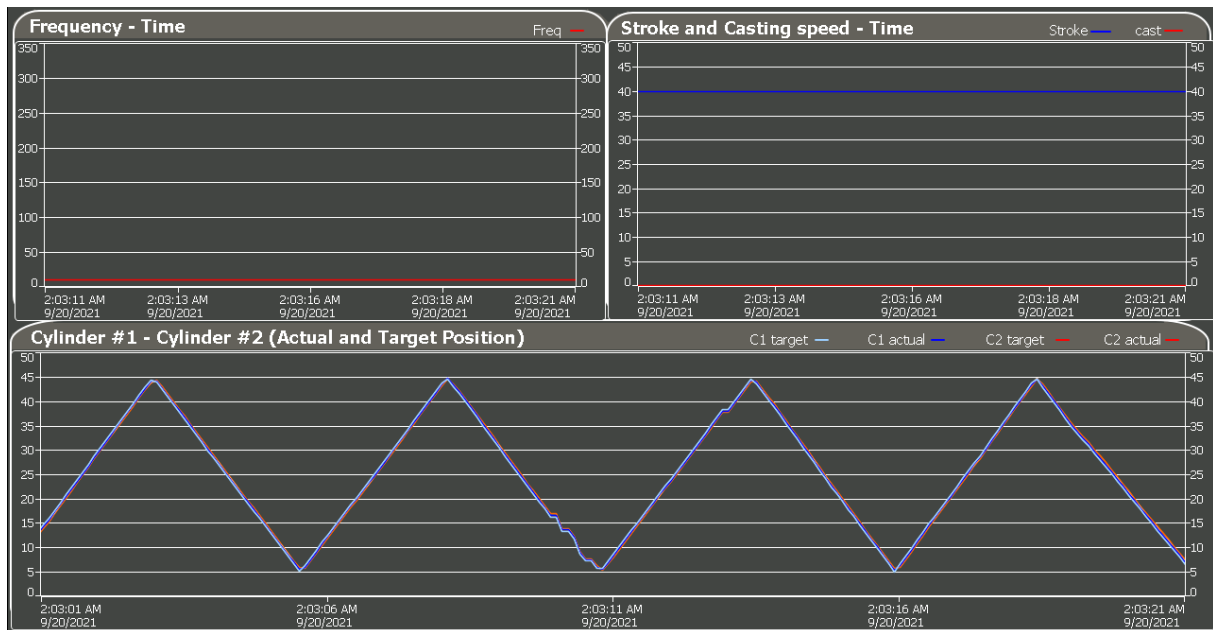 Frequency - Time
Freq
350 350
300 300
250 250
200 200
150 150
100 100
50 50
0 0
2:03:11 AM 2:03:13 AM 2:03:16 AM 2:03:18 AM 2:03:21 AM
9/20/2021 9/20/2021 9/20/2021 9/20/2021 9/20/2021
Stroke and Casting speed - Time
Stroke cast
50 50
45 45
40 40
35 35
30 30
25 25
20 20
15 15
10 10
5 5
0 0
2:03:11 AM 2:03:13 AM 2:03:16 AM 2:03:18 AM 2:03:21 AM
9/20/2021 9/20/2021 9/20/2021 9/20/2021 9/20/2021
Cylinder #1 - Cylinder #2 (Actual and Target Position)
C1 target C1 actual C2 target C2 actual
50 50
45 45
40 40
35 35
30 30
25 25
20 20
15 15
10 10
5 5
0 0
2:03:01 AM 2:03:06 AM 2:03:11 AM 2:03:16 AM 2:03:21 AM
9/20/2021 9/20/2021 9/20/2021 9/20/2021 9/20/2021